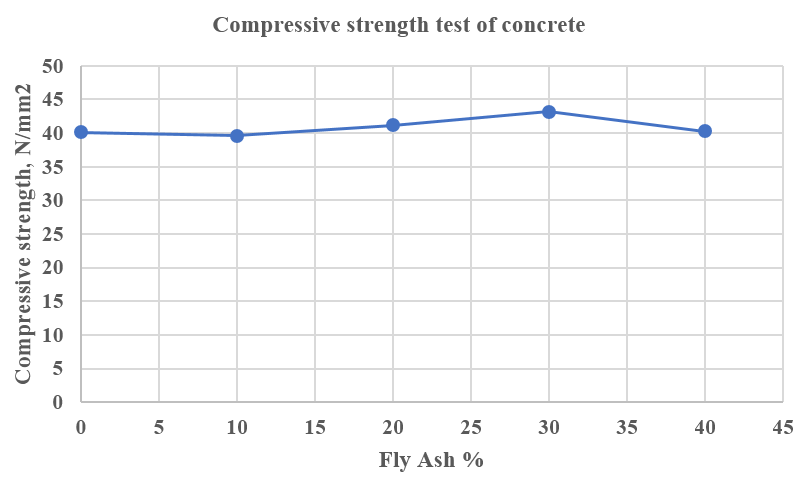 Compressive strength test of concrete
Compressive strength, N/mm2
50
45
40
35
30
25
20
15
10
5
0
0 5 10 15 20 25 30 35 40 45
Fly Ash %